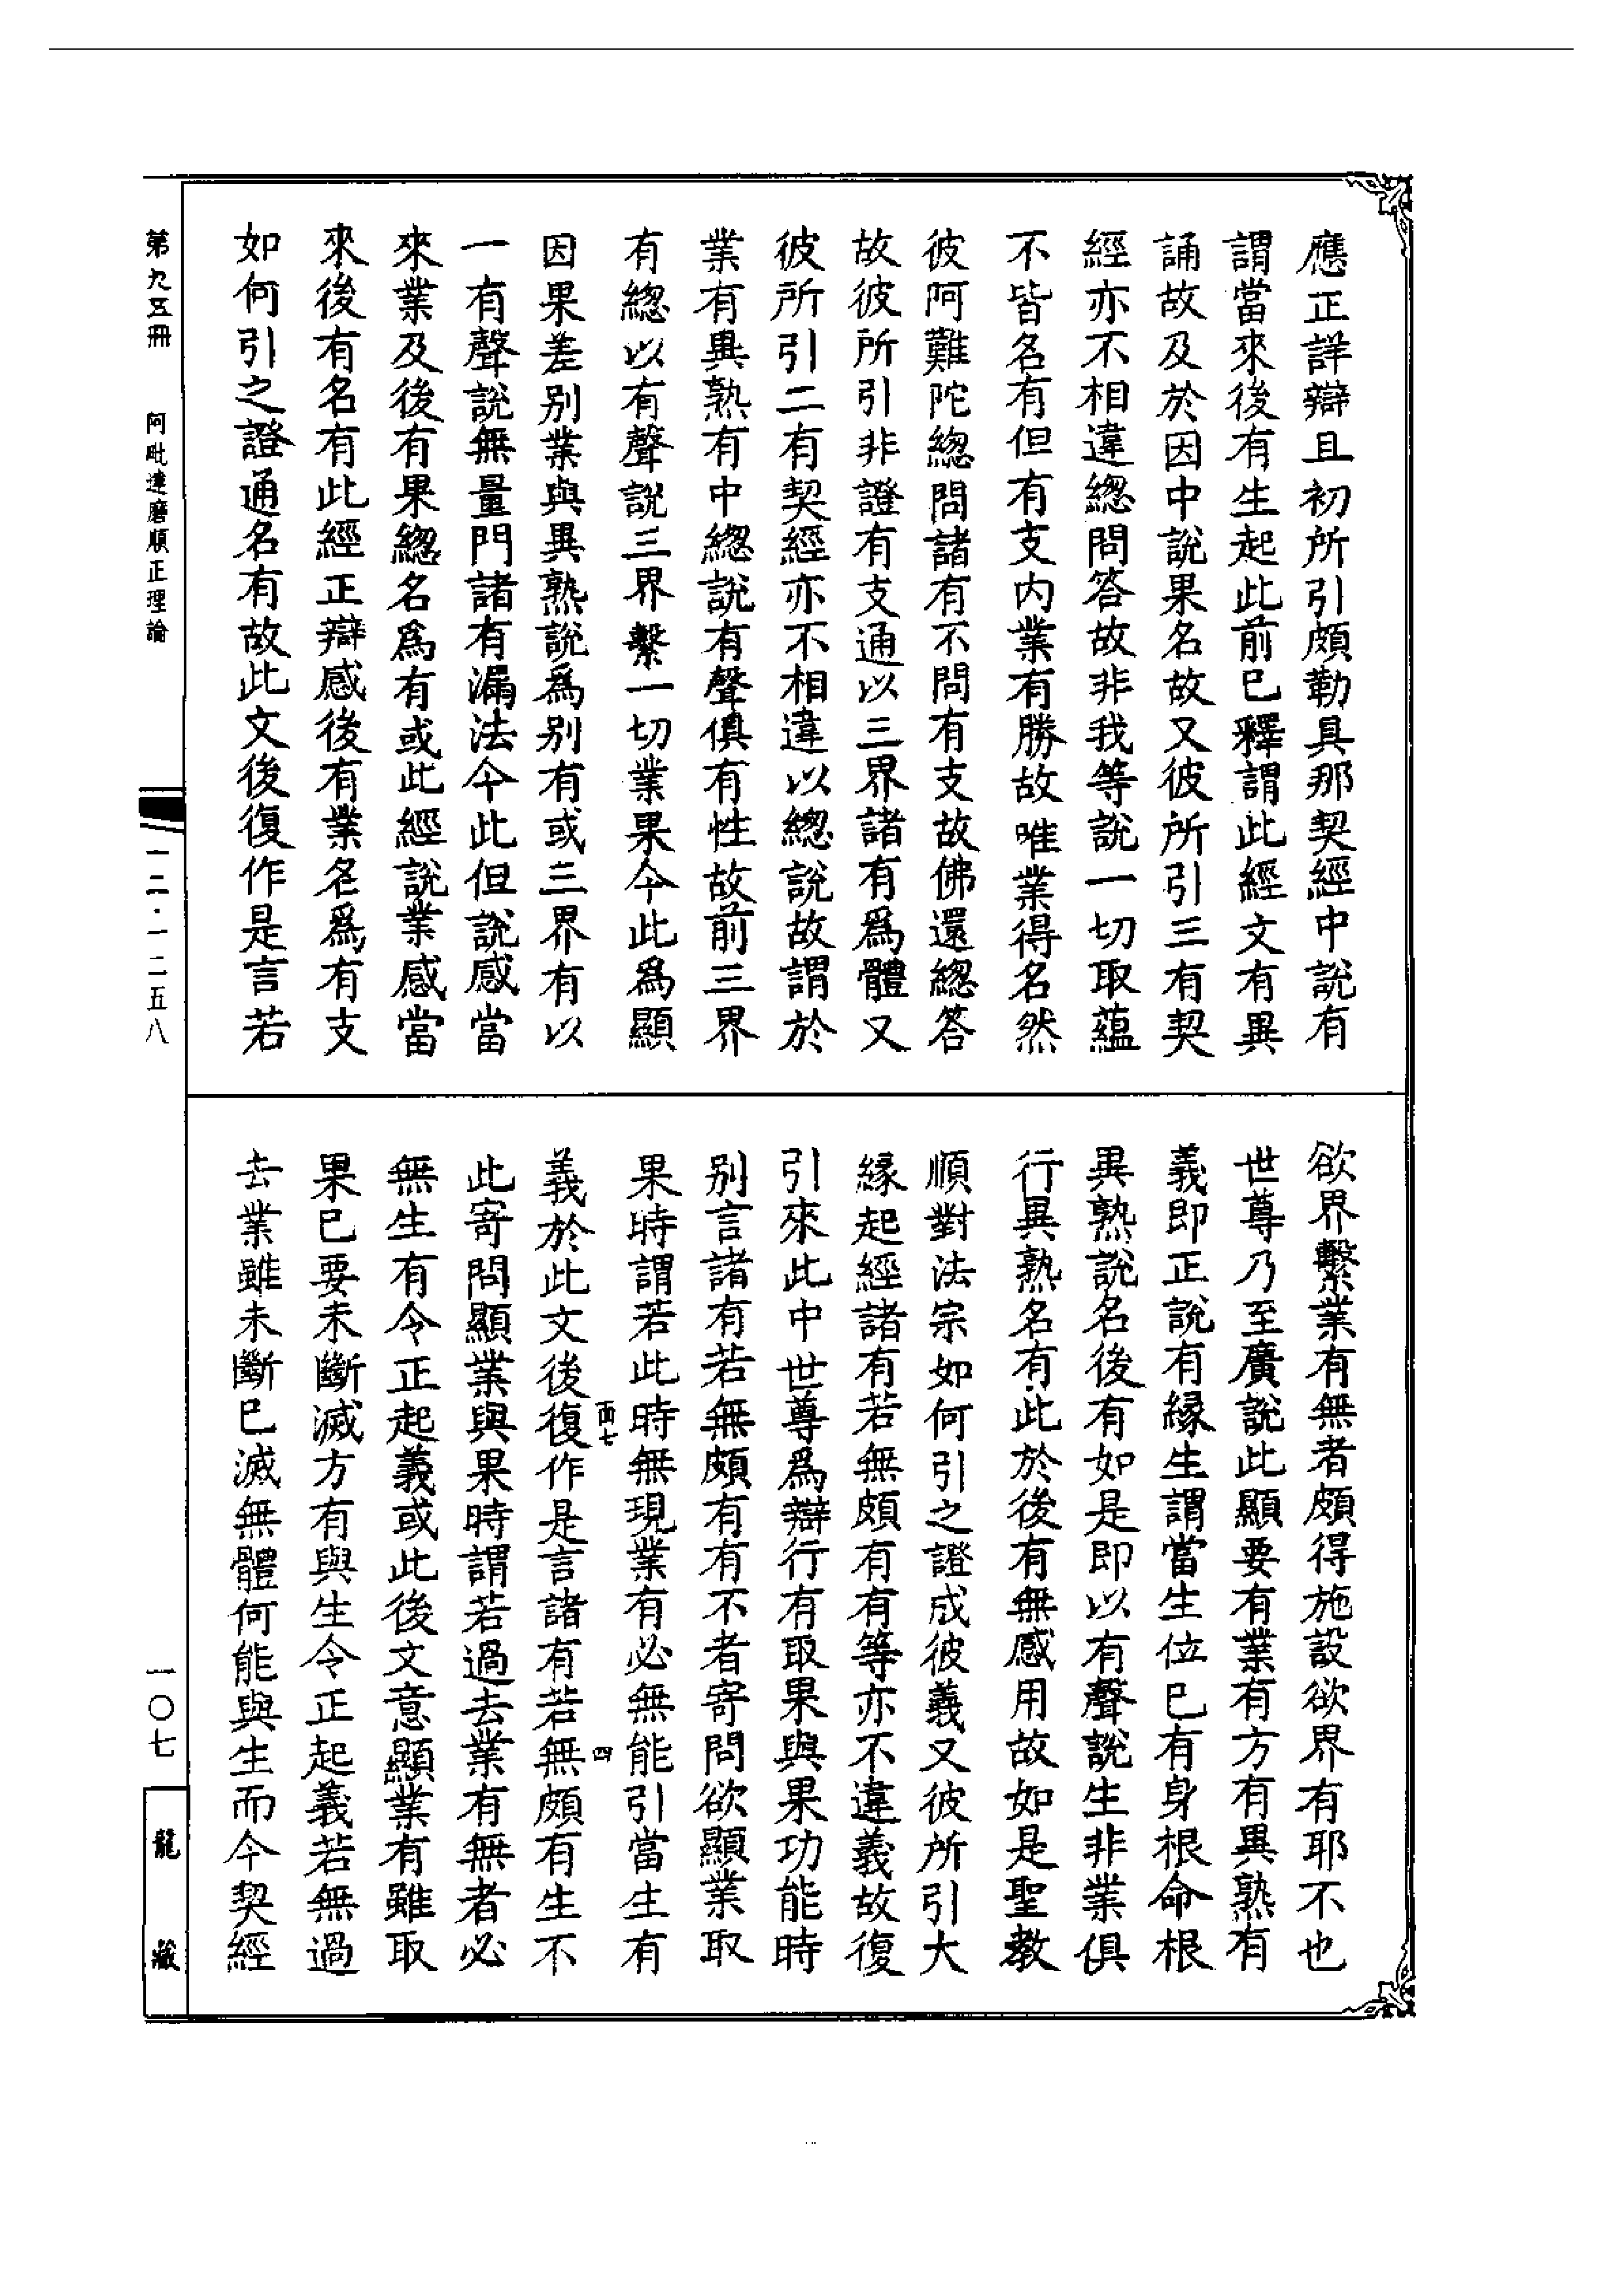 應正詳辯且初所引頗勒具那契經中說有
謂當來後有生起此前已釋謂此經文有異
誦故及於因中說果名故又彼所引三有契
經亦不相違總問答故非我等說一切取蘊
不皆名有但有支內業有勝故唯業得名然
彼阿難陀總問諸有不問有支故佛還總答
故彼所引非證有支通以三界諸有為體又
彼所引二有契經亦不相違以總說故謂於
業有異熟有中總說有聲俱有性故前三界
有總以有聲說三界繫一切業果今此為顯
因果差別業與異熟說為別有或三界有以
一有聲說無量門諸有漏法今此但說感當
來業及後有果總名為有或此經說業感當
來後有名有此經正辯感後有業名為有支
如何引之證通名有故此文後復作是言若
欲界繫業有無者頗得施設欲界有耶不也
世尊乃至廣說此顯要有業有方有異熟有
義即正說有緣生謂當生位已有身根命根
異熟說名後有如是即以有聲說生非業俱
行異熟名有此於後有無感用故如是聖教
順對法宗如何引之證成彼義又彼所引大
緣起經諸有若無頗有有等亦不違義故復
引來此中世尊為辯行有取果與果功能時
別言諸有若無頗有有不者寄問欲顯業取
果時謂若此時無現業有必無能引當生有
義於此文後復作是言諸有若無頗有生不
此寄問顯業與果時謂若過去業有無者必
無生有令正起義或此後文意顯業有雖取
果已要未斷滅方有與生令正起義若無過
去業雖未斷已滅無體何能與生而今契經
面七
四
第九五冊
阿毗達磨順正理論
一二·一二五八
一〇七
龍藏